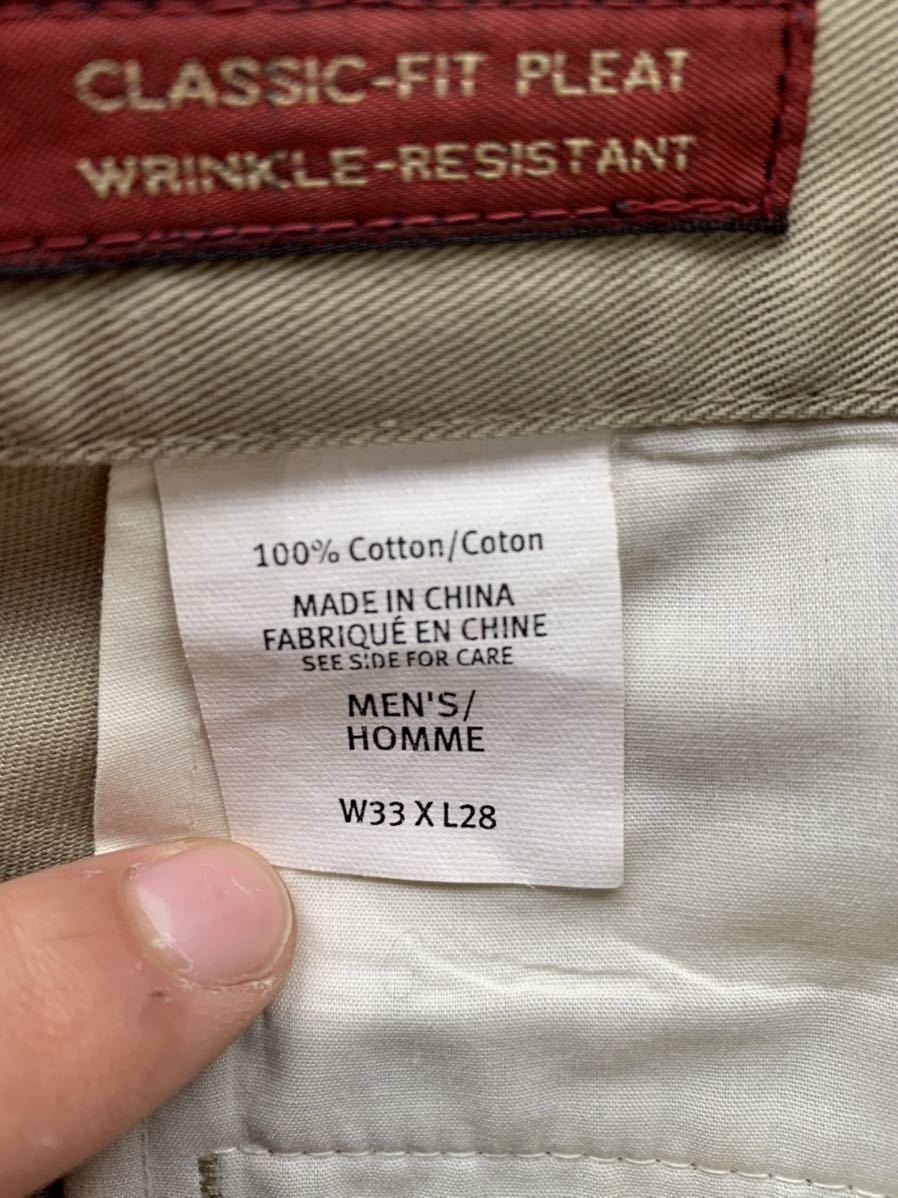 CLASSIC-FIT PLEAT
WRINKLE-RESISTANT
100% Cotton/Coton
MADE IN CHINA
FABRIQUÉ EN CHINE
SEE SIDE FOR CARE
MEN'S/
HOMME
W33 X L28